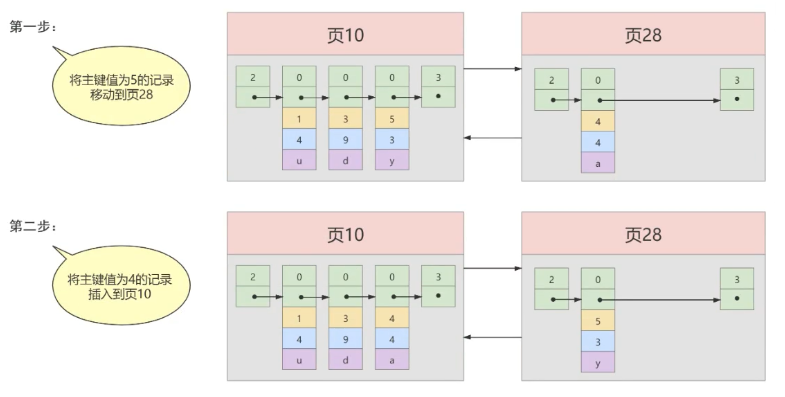 第一步：
将主键值为5的记录
移动到页28
页10
页28
2 0 0 0 3
1 3 5
4 9 3
u d y
2 0 3
4
4
a
第二步：
将主键值为4的记录
插入到页10
页10
页28
2 0 0 0 3
1 3 4
4 9 4
u d a
2 0 3
5
3
y